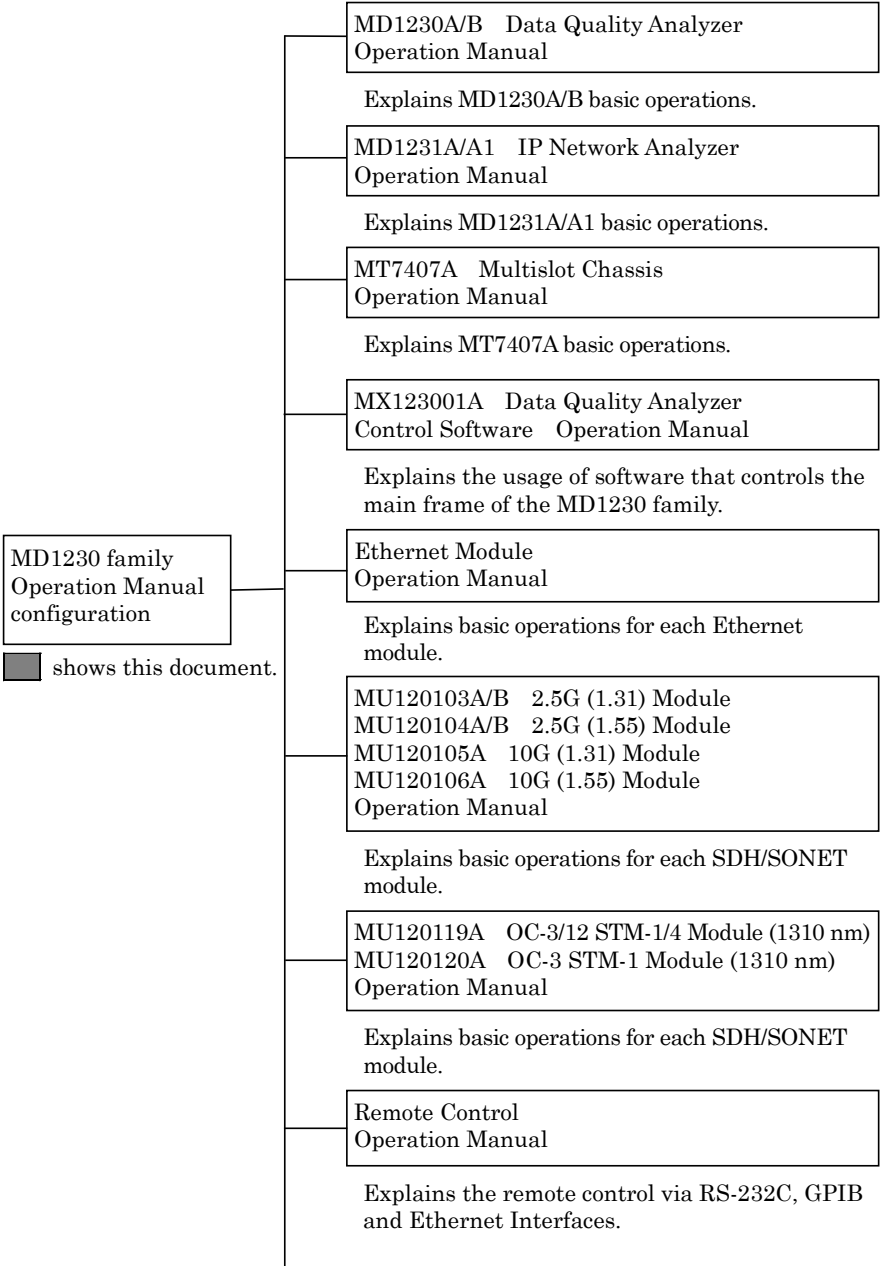 MD1230A/B Data Quality Analyzer
Operation Manual
Explains MD1230A/B basic operations.
MD1231A/A1 IP Network Analyzer
Operation Manual
Explains MD1231A/A1 basic operations.
MT7407A Multislot Chassis
Operation Manual
Explains MT7407A basic operations.
MX123001A Data Quality Analyzer
Control Software Operation Manual
Explains the usage of software that controls the
main frame of the MD1230 family.
MD1230 family
Operation Manual
configuration
shows this document.
Ethernet Module
Operation Manual
Explains basic operations for each Ethernet
module.
MU120103A/B 2.5G (1.31) Module
MU120104A/B 2.5G (1.55) Module
MU120105A 10G (1.31) Module
MU120106A 10G (1.55) Module
Operation Manual
Explains basic operations for each SDH/SONET
module.
MU120119A OC-3/12 STM-1/4 Module (1310 nm)
MU120120A OC-3 STM-1 Module (1310 nm)
Operation Manual
Explains basic operations for each SDH/SONET
module.
Remote Control
Operation Manual
Explains the remote control via RS-232C, GPIB
and Ethernet Interfaces.